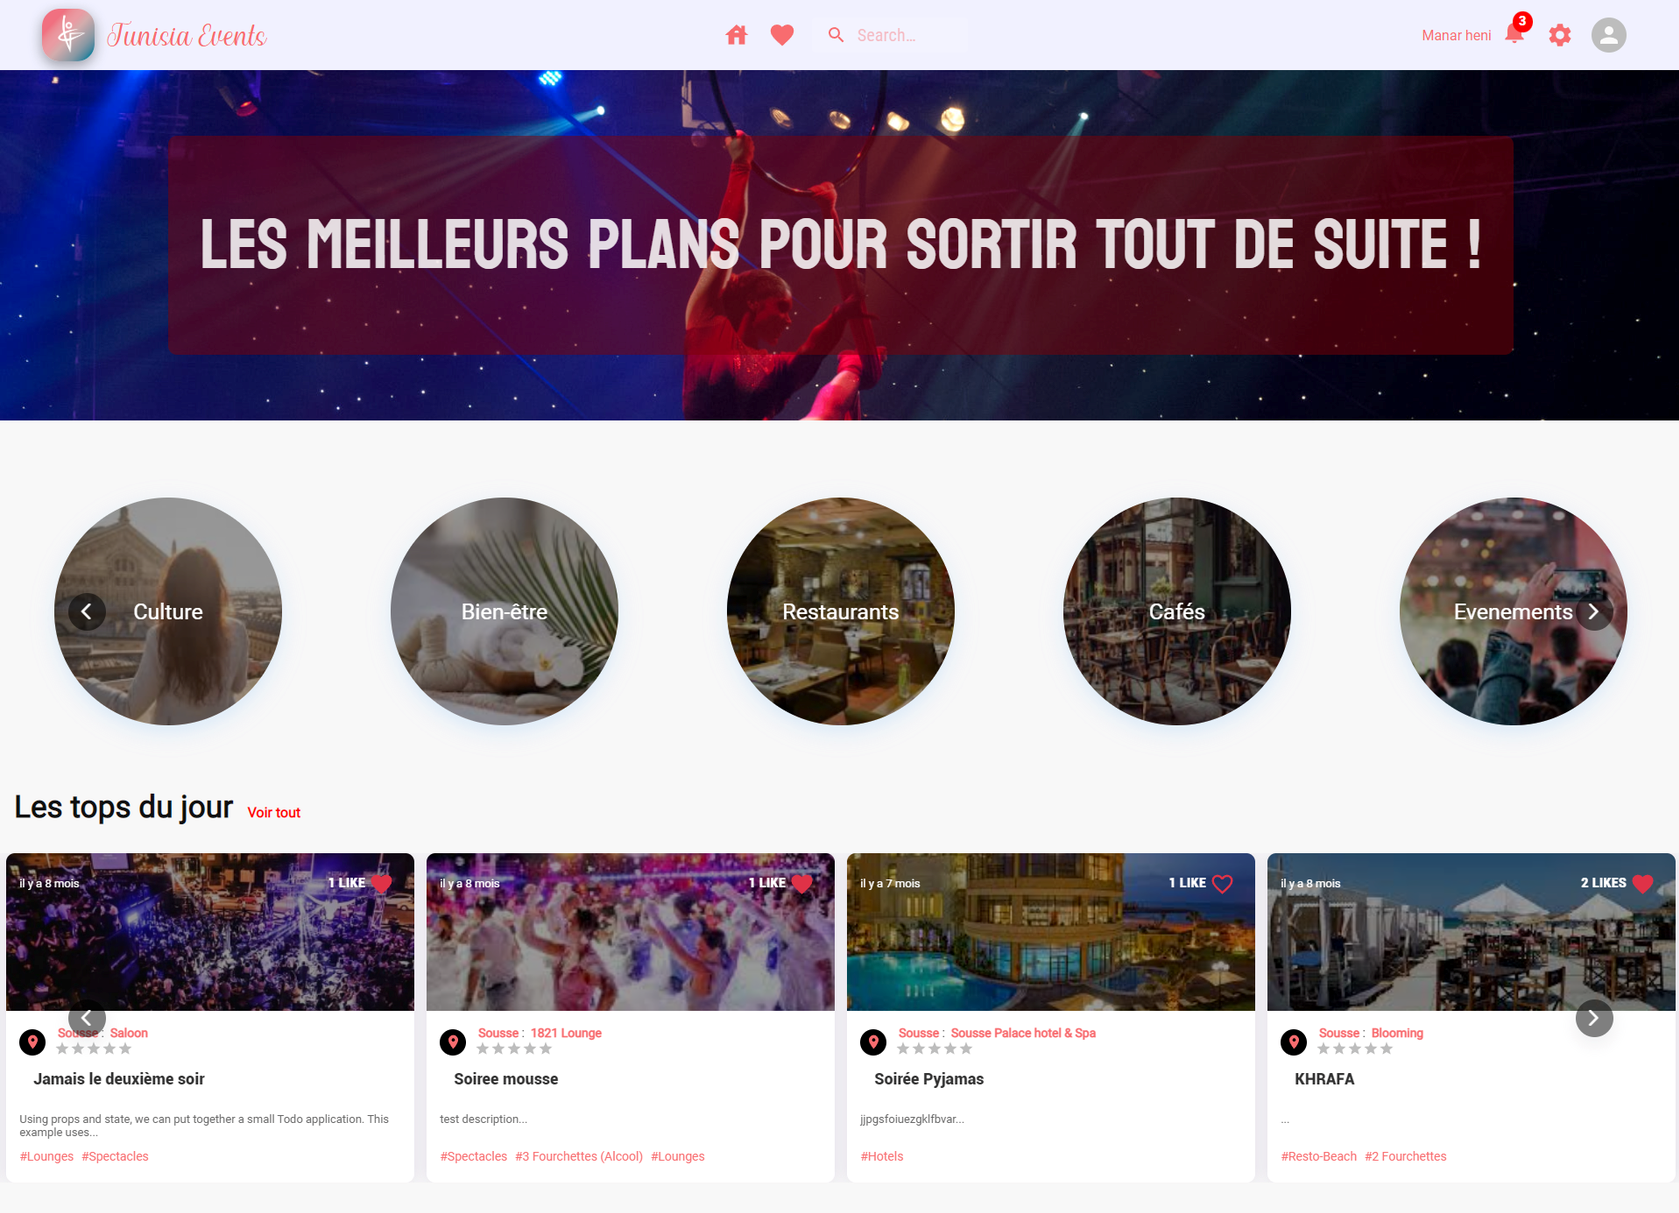 Tunisia Events
Search...
Manar heni
3
LES MEILLEURS PLANS POUR SORTIR TOUT DE SUITE !
Culture
Bien-être
Restaurants
Cafés
Evenements
Les tops du jour Voir tout
il y a 8 mois
1 LIKE
Sousse : Saloon
Jamais le deuxième soir
Using props and state, we can put together a small Todo application. This
example uses...
#Lounges #Spectacles
il y a 8 mois
1 LIKE
Sousse : 1821 Lounge
Soiree mousse
test description...
#Spectacles #3 Fourchettes (Alcool) #Lounges
il y a 7 mois
1 LIKE
Sousse : Sousse Palace hotel & Spa
Soirée Pyjamas
jjpgsfoiuezgklfbvar...
#Hotels
il y a 8 mois
2 LIKES
Sousse : Blooming
KHRAFA
...
#Resto-Beach #2 Fourchettes